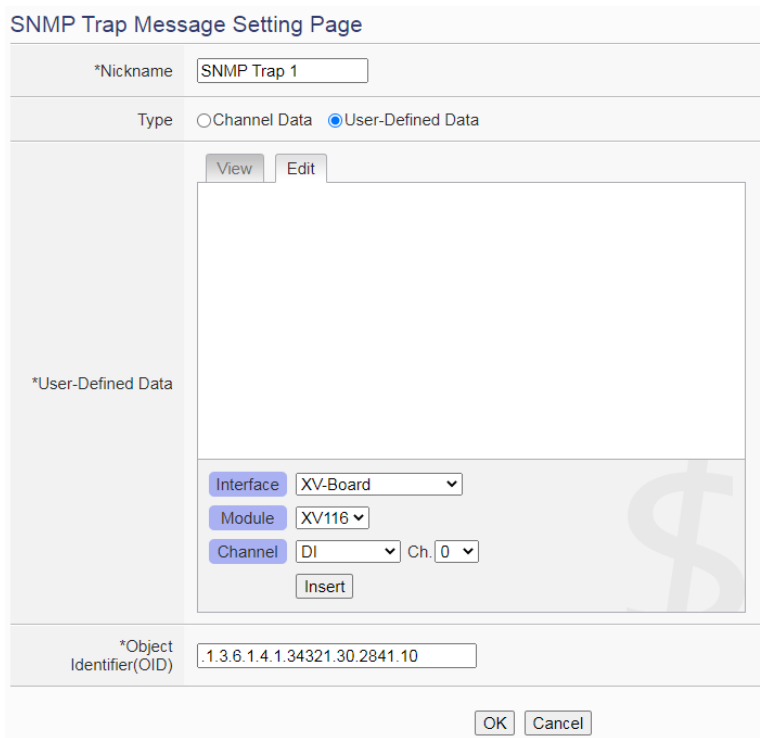 SNMP Trap Message Setting Page
*Nickname SNMP Trap 1
Type Channel Data User-Defined Data
View Edit
*User-Defined Data
Interface XV-Board
Module XV116
Channel DI Ch. 0
Insert
$
*Object
Identifier(OID)
.1.3.6.1.4.1.34321.30.2841.10
OK Cancel